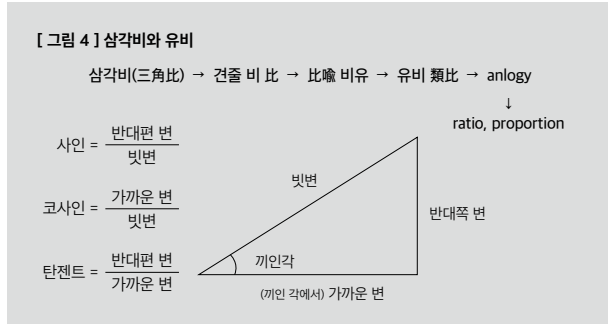 [ 그림 4 ] 삼각비와 유비
삼각비(三角比) → 견줄 비 比 → 比喩 비유 → 유비 類比 → anlogy
↓
ratio, proportion
사인 = 반대편 변
빗변
코사인 = 가까운 변
빗변
탄젠트 = 반대편 변
가까운 변
빗변
반대쪽 변
끼인각
(끼인 각에서) 가까운 변